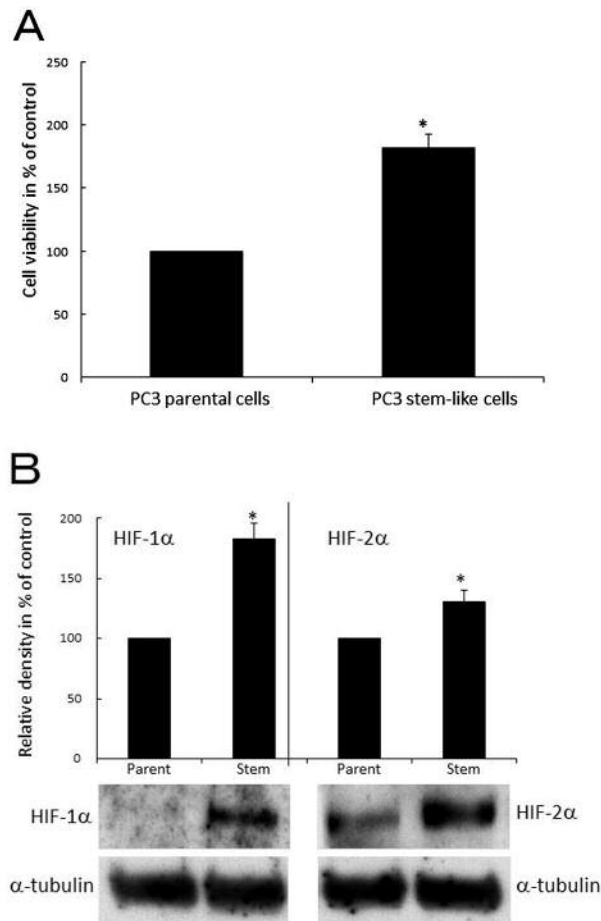 A
Cell viability in % of control
250
200
150
100
50
0
*
PC3 parental cells PC3 stem-like cells
B
Relative density in % of control
200
150
100
50
0
HIF-1α HIF-2α
*
*
Parent Stem Parent Stem
HIF-1α HIF-2α
α-tubulin α-tubulin